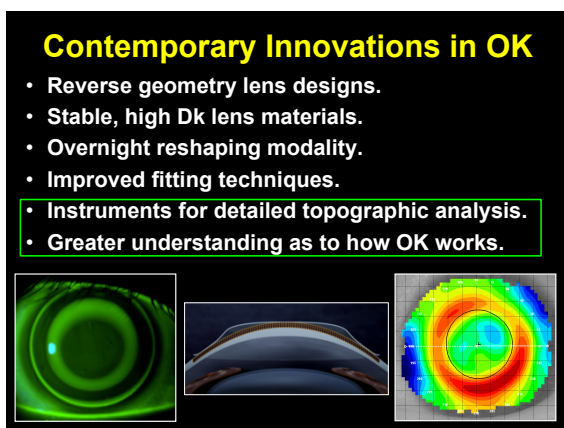 Contemporary Innovations in OK
• Reverse geometry lens designs.
• Stable, high Dk lens materials.
• Overnight reshaping modality.
• Improved fitting techniques.
• Instruments for detailed topographic analysis.
• Greater understanding as to how OK works.